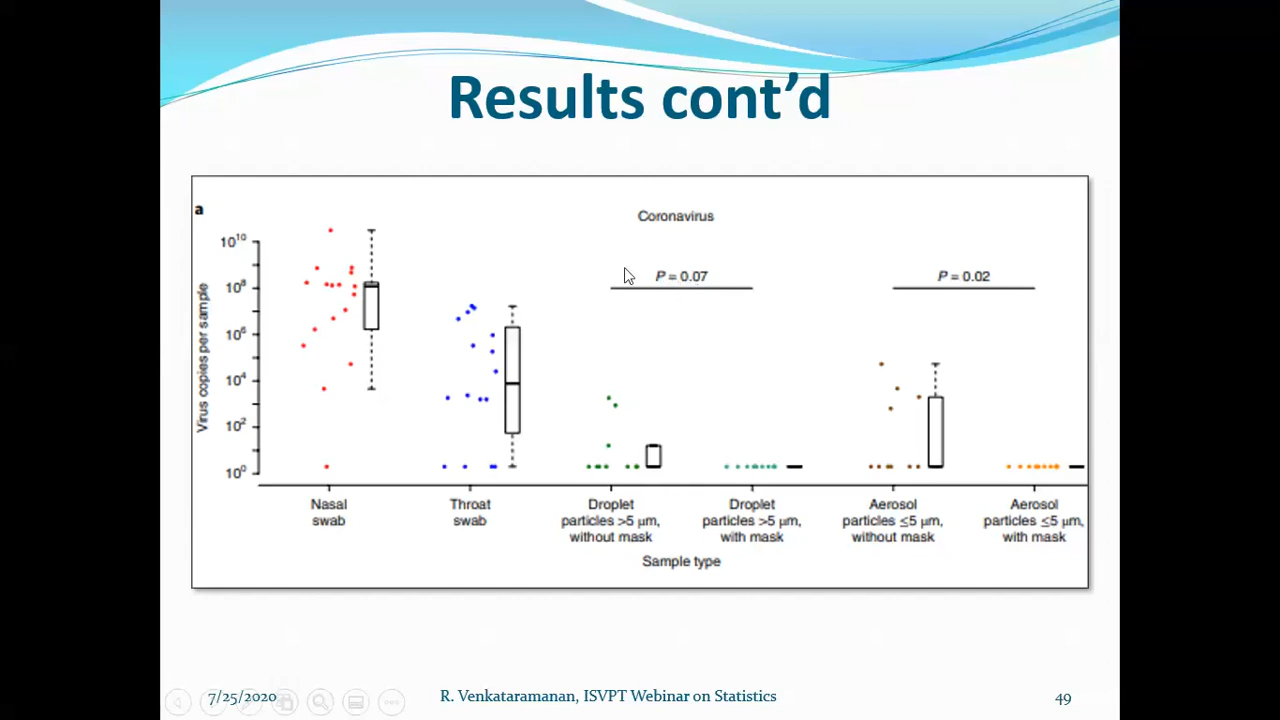 Results cont’d
a
Coronavirus
P = 0.07
P = 0.02
Virus copies per sample
10¹⁰
10⁸
10⁶
10⁴
10²
10⁰
Nasal
swab
Throat
swab
Droplet
particles >5 μm,
without mask
Droplet
particles >5 μm,
with mask
Aerosol
particles ≤5 μm,
without mask
Aerosol
particles ≤5 μm,
with mask
Sample type
7/25/2020
R. Venkataramanan, ISVPT Webinar on Statistics
49